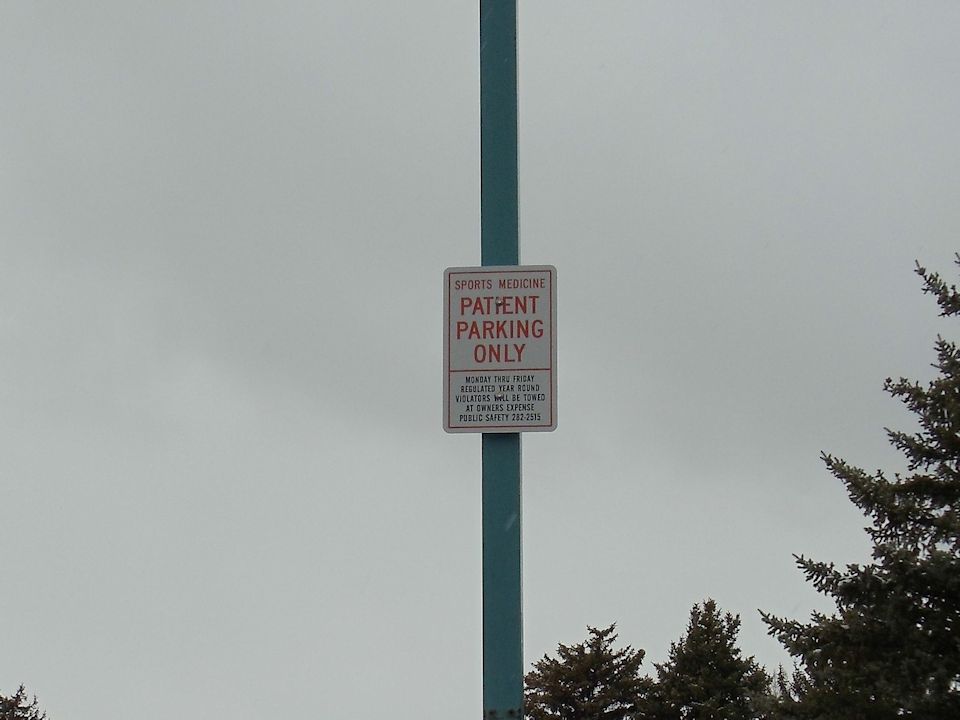 SPORTS MEDICINE
PATIENT
PARKING
ONLY
MONDAY THRU FRIDAY
REGULATED YEAR ROUND
VIOLATORS WILL BE TOWED
AT OWNERS EXPENSE
PUBLIC SAFETY 282-2515